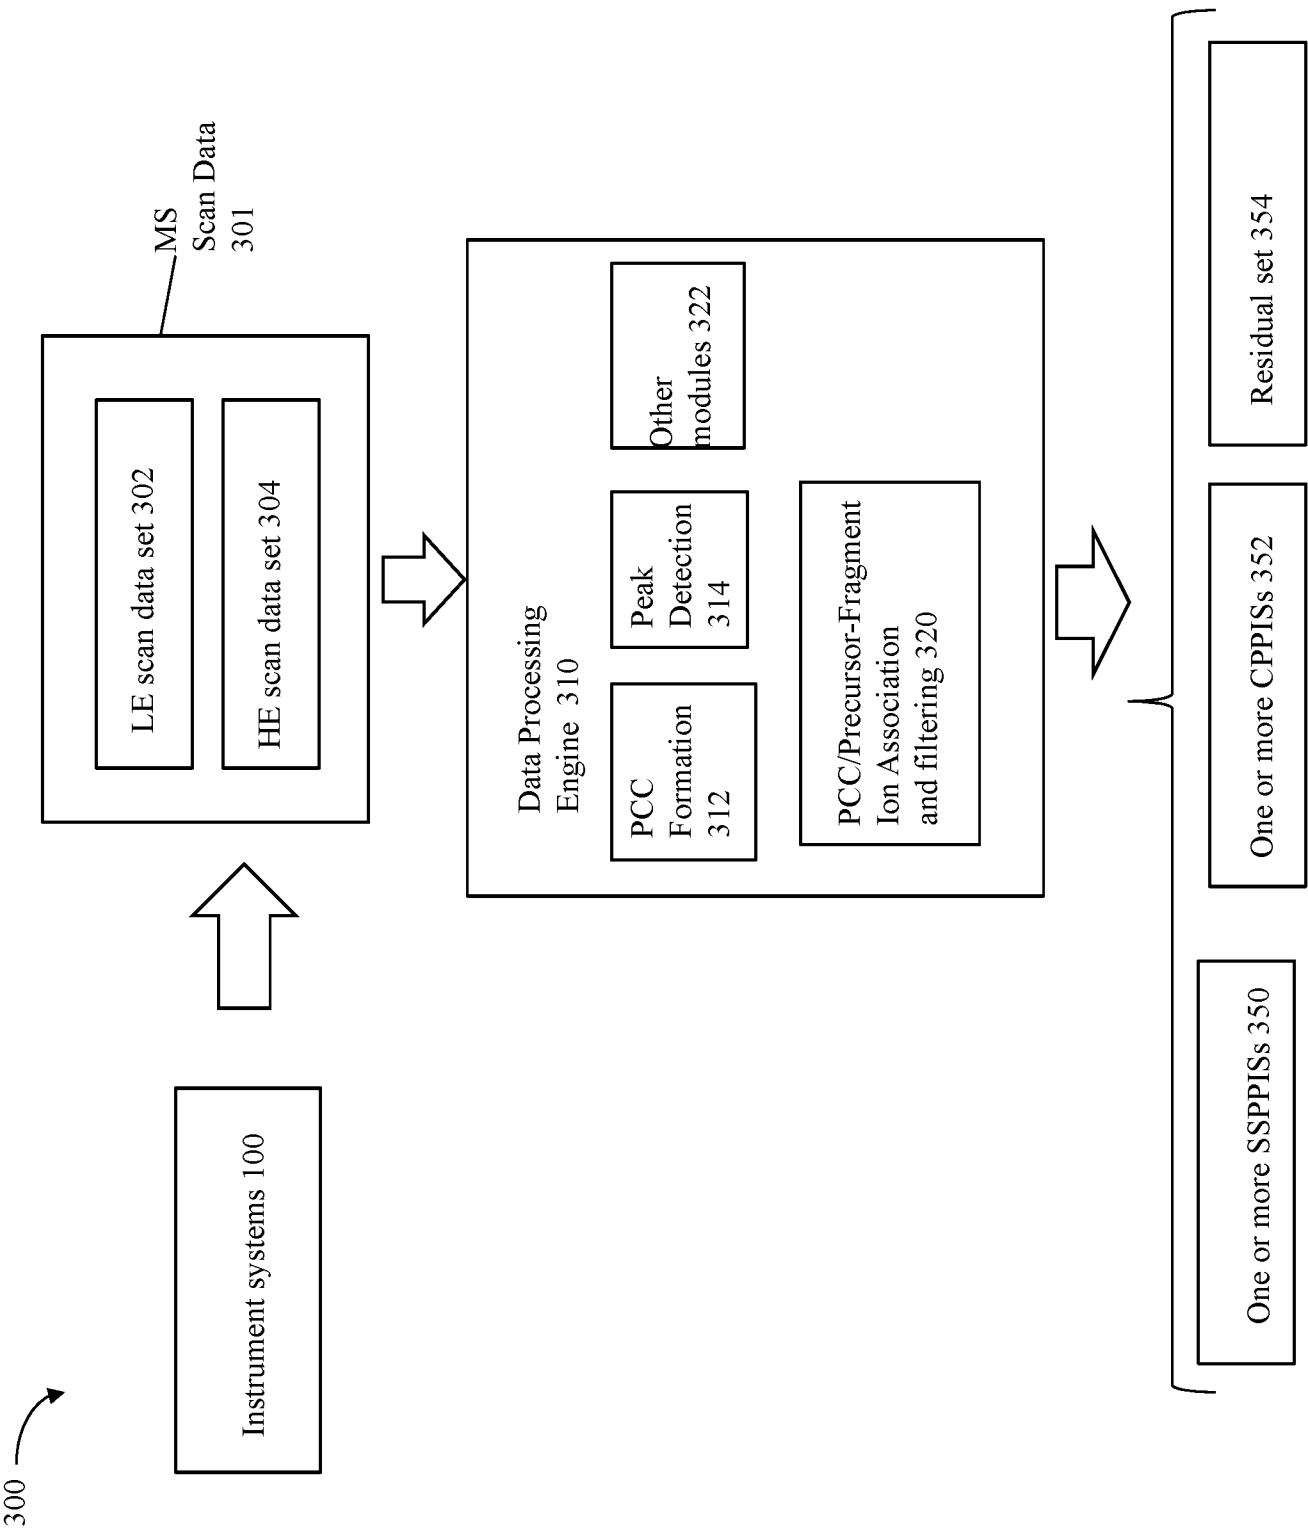 300
Instrument systems 100
LE scan data set 302
HE scan data set 304
MS
Scan Data
301
Data Processing
Engine 310
PCC
Formation
312
Peak
Detection
314
Other
modules 322
PCC/Precursor-Fragment
Ion Association
and filtering 320
One or more SSPPISs 350
One or more CPPISs 352
Residual set 354